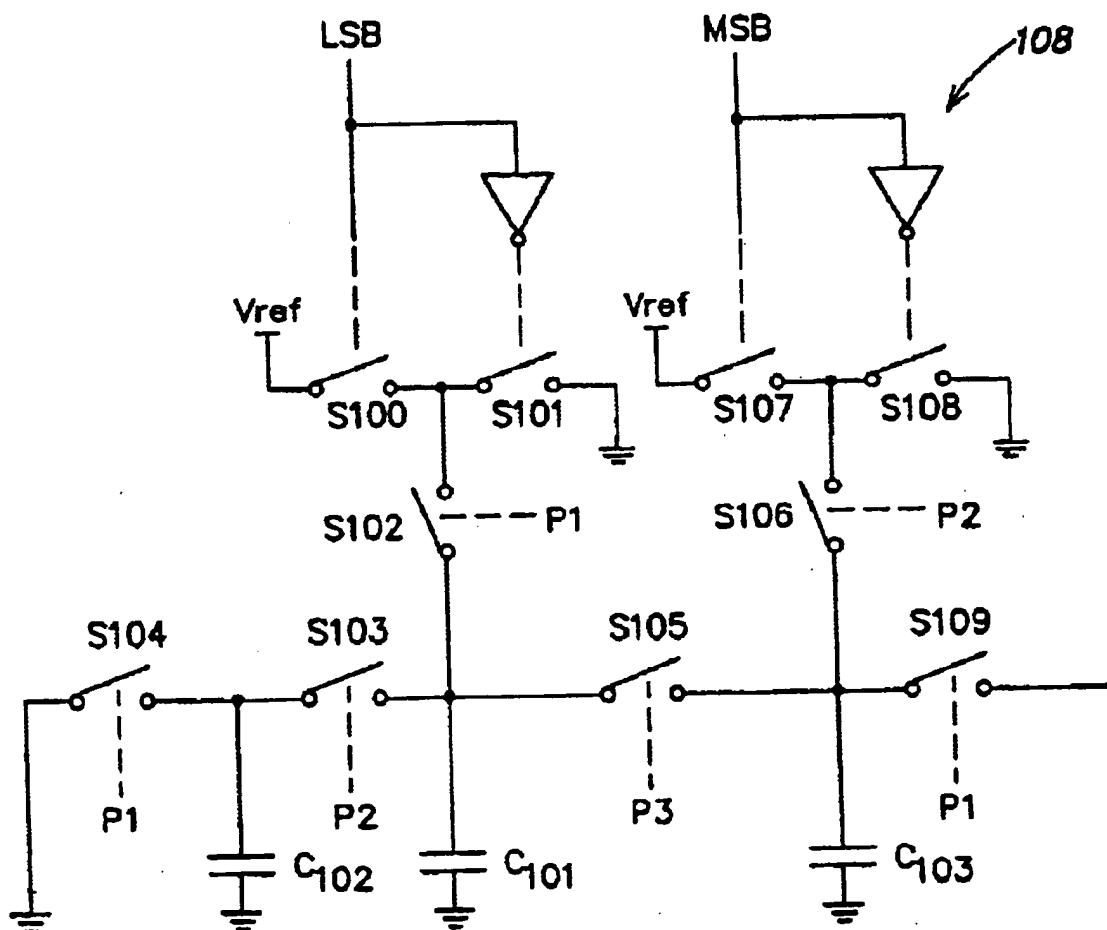 LSB MSB 108
Vref Vref
S100 S101 S107 S108
S102 P1 S106 P2
S104 S103 S105 S109
P1 P2 P3 P1
C102 C101 C103